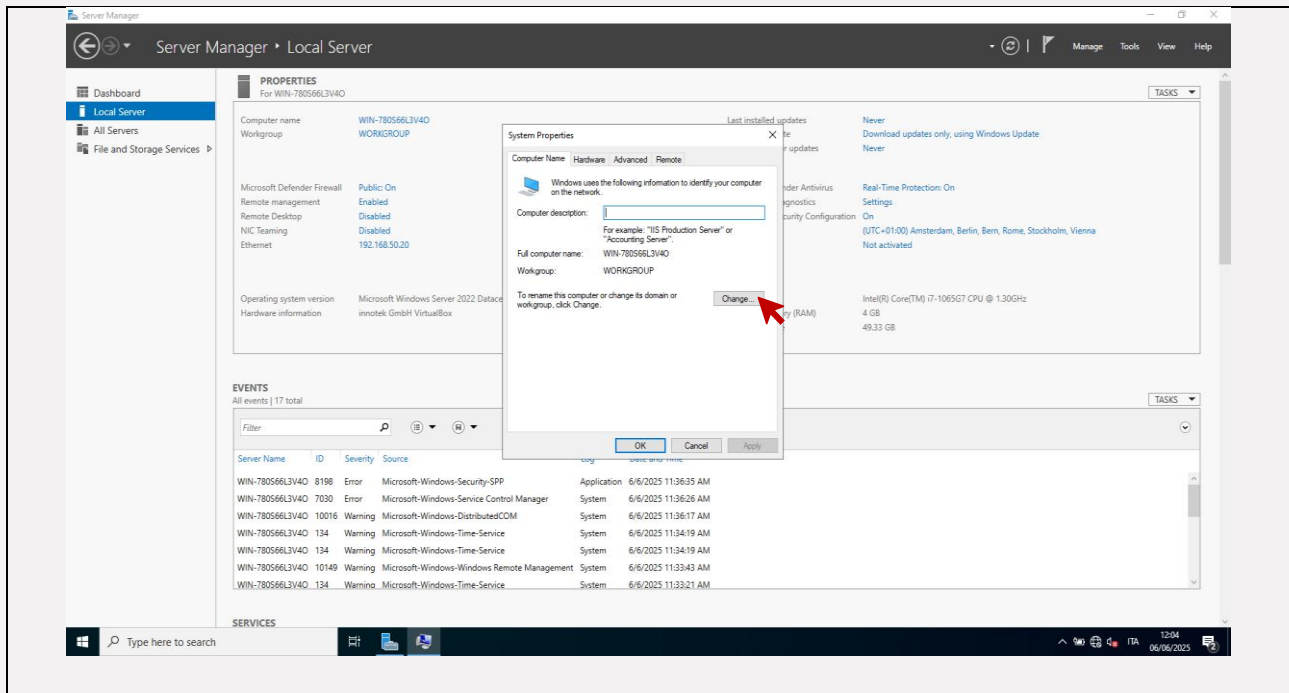 Server Manager
Server Manager ‣ Local Server
Manage Tools View Help
Dashboard
Local Server
All Servers
File and Storage Services
PROPERTIES
For WIN-780S66L3V4O
TASKS
Computer name WIN-780S66L3V4O Last installed updates Never
Workgroup WORKGROUP Download updates only, using Windows Update
r updates Never
Microsoft Defender Firewall Public: On nder Antivirus Real-Time Protection: On
Remote management Enabled gnostics Settings
Remote Desktop Disabled curity Configuration On
NIC Teaming Disabled (UTC+01:00) Amsterdam, Berlin, Bern, Rome, Stockholm, Vienna
Ethernet 192.168.50.20 Not activated
Operating system version Microsoft Windows Server 2022 Datace Intel(R) Core(TM) i7-1065G7 CPU @ 1.30GHz
Hardware information innotek GmbH VirtualBox ry (RAM) 4 GB
49.33 GB
System Properties
Computer Name Hardware Advanced Remote
Windows uses the following information to identify your computer
on the network.
Computer description:
For example: "IIS Production Server" or
"Accounting Server".
Full computer name: WIN-780S66L3V4O
Workgroup: WORKGROUP
To rename this computer or change its domain or
workgroup, click Change.
Change...
OK Cancel Apply
EVENTS
All events | 17 total
TASKS
Filter
Server Name ID Severity Source Log Date and Time
WIN-780S66L3V4O 8198 Error Microsoft-Windows-Security-SPP Application 6/6/2025 11:36:35 AM
WIN-780S66L3V4O 7030 Error Microsoft-Windows-Service Control Manager System 6/6/2025 11:36:26 AM
WIN-780S66L3V4O 10016 Warning Microsoft-Windows-DistributedCOM System 6/6/2025 11:36:17 AM
WIN-780S66L3V4O 134 Warning Microsoft-Windows-Time-Service System 6/6/2025 11:34:19 AM
WIN-780S66L3V4O 134 Warning Microsoft-Windows-Time-Service System 6/6/2025 11:34:19 AM
WIN-780S66L3V4O 10149 Warning Microsoft-Windows-Windows Remote Management System 6/6/2025 11:33:43 AM
WIN-780S66L3V4O 134 Warning Microsoft-Windows-Time-Service System 6/6/2025 11:33:21 AM
SERVICES
Type here to search
ITA
12:04
06/06/2025
2